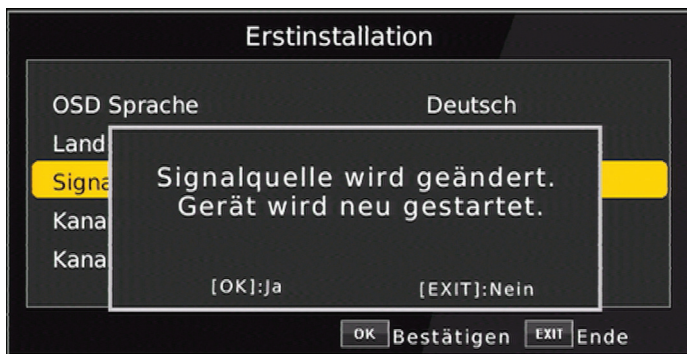 Erstinstallation
OSD Sprache Deutsch
Land
Signa
Signalquelle wird geändert.
Kana
Gerät wird neu gestartet.
Kana
[OK]:Ja [EXIT]:Nein
OK Bestätigen EXIT Ende